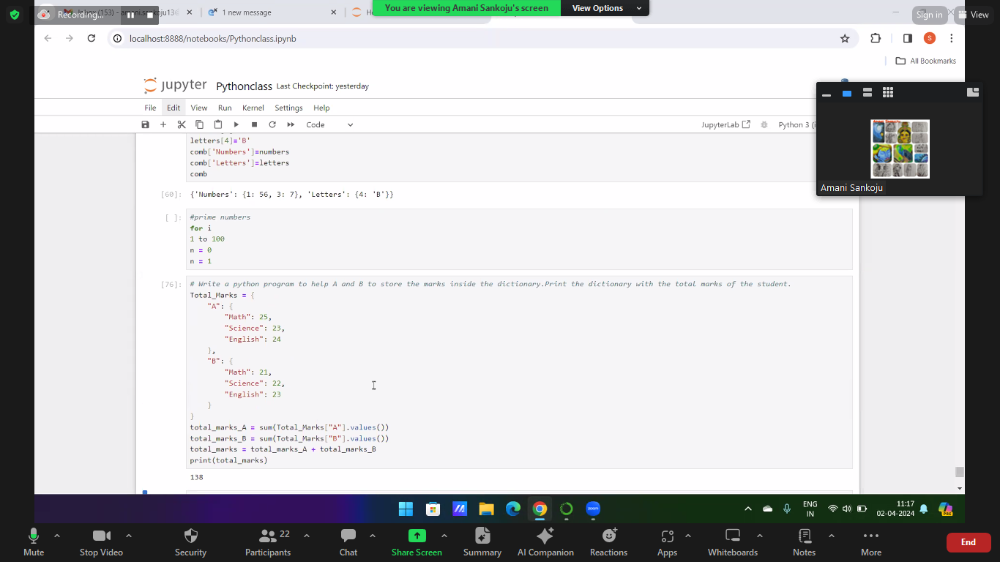 Recording...
(153) - amani.sankoju13
1 new message
You are viewing Amani Sankoju's screen
View Options
Sign in
View
localhost:8888/notebooks/Pythonclass.ipynb
S
All Bookmarks
jupyter
Pythonclass Last Checkpoint: yesterday
File Edit View Run Kernel Settings Help
Code
JupyterLab
Python 3
letters[4]='B'
comb['Numbers']=numbers
comb['Letters']=letters
comb
[60]: {'Numbers': {1: 56, 3: 7}, 'Letters': {4: 'B'}}
[ ]: #prime numbers
for i
1 to 100
n = 0
n = 1
[76]: # Write a python program to help A and B to store the marks inside the dictionary.Print the dictionary with the total marks of the student.
Total_Marks = {
"A": {
"Math": 25,
"Science": 23,
"English": 24
},
"B": {
"Math": 21,
"Science": 22,
"English": 23
}
}
total_marks_A = sum(Total_Marks["A"].values())
total_marks_B = sum(Total_Marks["B"].values())
total_marks = total_marks_A + total_marks_B
print(total_marks)
138
Amani Sankoju
zoom
ENG
IN
11:17
02-04-2024
PRE
Mute
Stop Video
Security
22
Participants
Chat
Share Screen
Summary
AI Companion
Reactions
Apps
Whiteboards
Notes
More
End